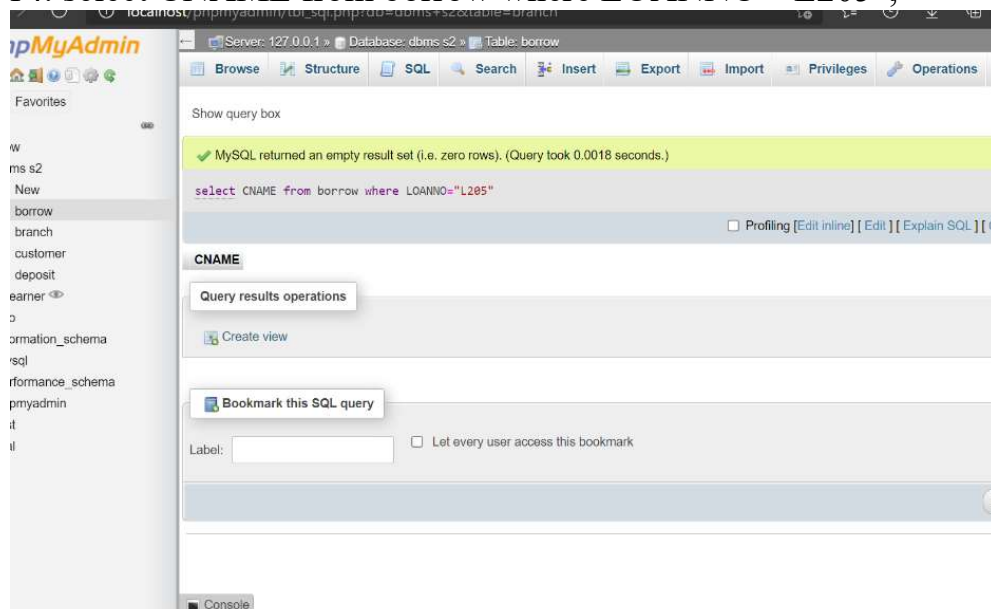 localhost/phpmyadmin/tbl_sql.php?db=dbms+s2&table=branch
hpMyAdmin
Server: 127.0.0.1 » Database: dbms s2 » Table: borrow
Browse Structure SQL Search Insert Export Import Privileges Operations
Favorites
Show query box
MySQL returned an empty result set (i.e. zero rows). (Query took 0.0018 seconds.)
ms s2
New
select CNAME from borrow where LOANNO="L205"
borrow
branch
Profiling [Edit inline] [ Edit ] [ Explain SQL ] [
customer
CNAME
deposit
earner
Query results operations
ormation_schema
Create view
sql
rformance_schema
pmyadmin
Bookmark this SQL query
Label:
Let every user access this bookmark
Console